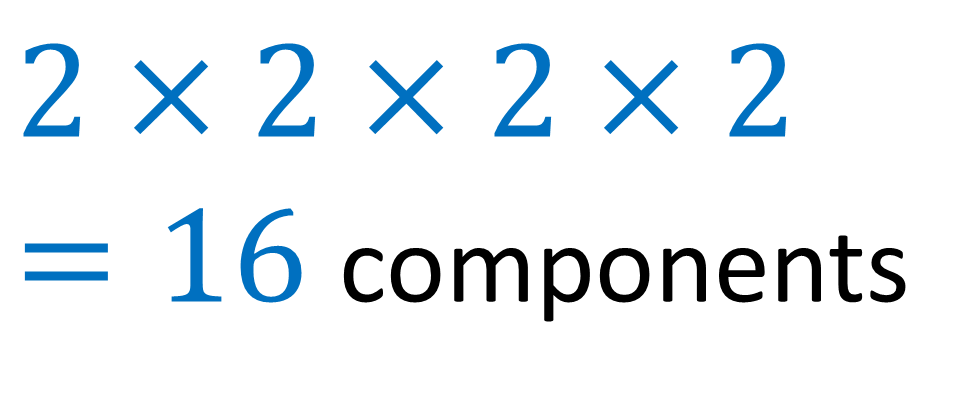 2 × 2 × 2 × 2
= 16 components